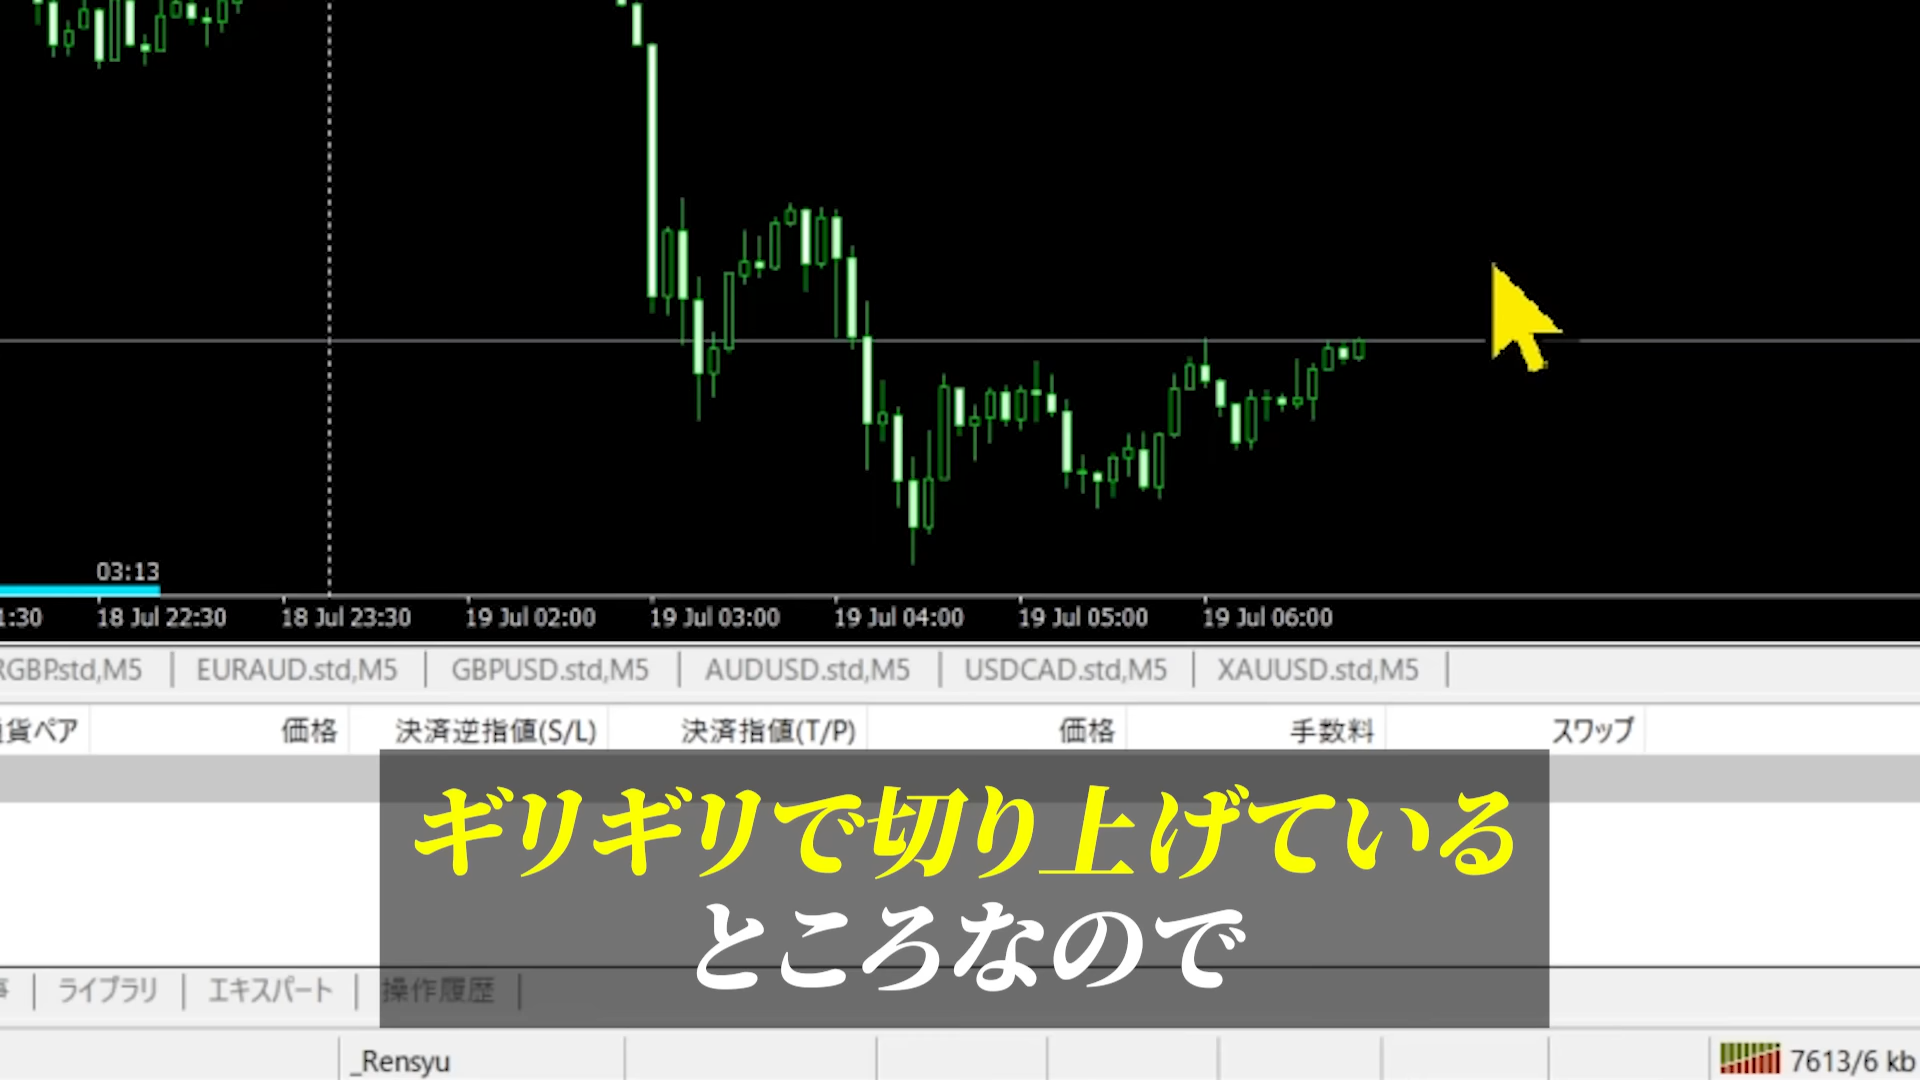 03:13
1:30 18 Jul 22:30 18 Jul 23:30 19 Jul 02:00 19 Jul 03:00 19 Jul 04:00 19 Jul 05:00 19 Jul 06:00
RGBP.std,M5 EURAUD.std,M5 GBPUSD.std,M5 AUDUSD.std,M5 USDCAD.std,M5 XAUUSD.std,M5
貨ペア 価格 決済逆指値(S/L) 決済指値(T/P) 価格 手数料 スワップ
ギリギリで切り上げている
ところなので
ライブラリ エキスパート 操作履歴
_Rensyu 7613/6 kb